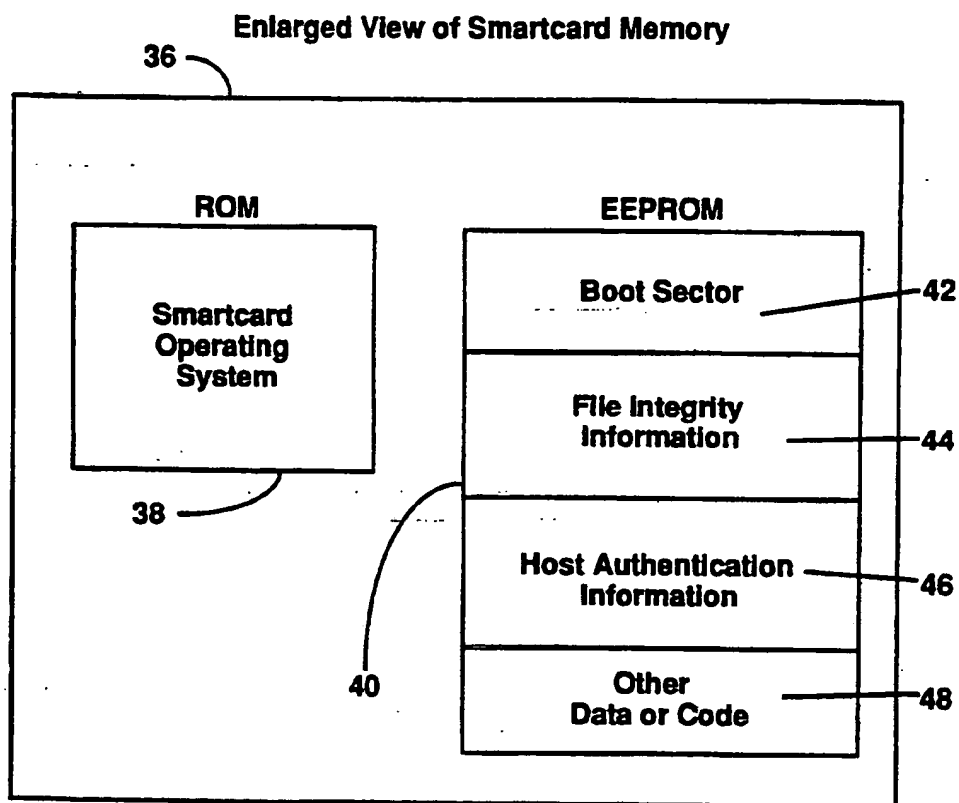 Enlarged View of Smartcard Memory
36
ROM
EEPROM
Smartcard
Operating
System
38
Boot Sector
42
File Integrity
Information
44
40
Host Authentication
Information
46
Other
Data or Code
48